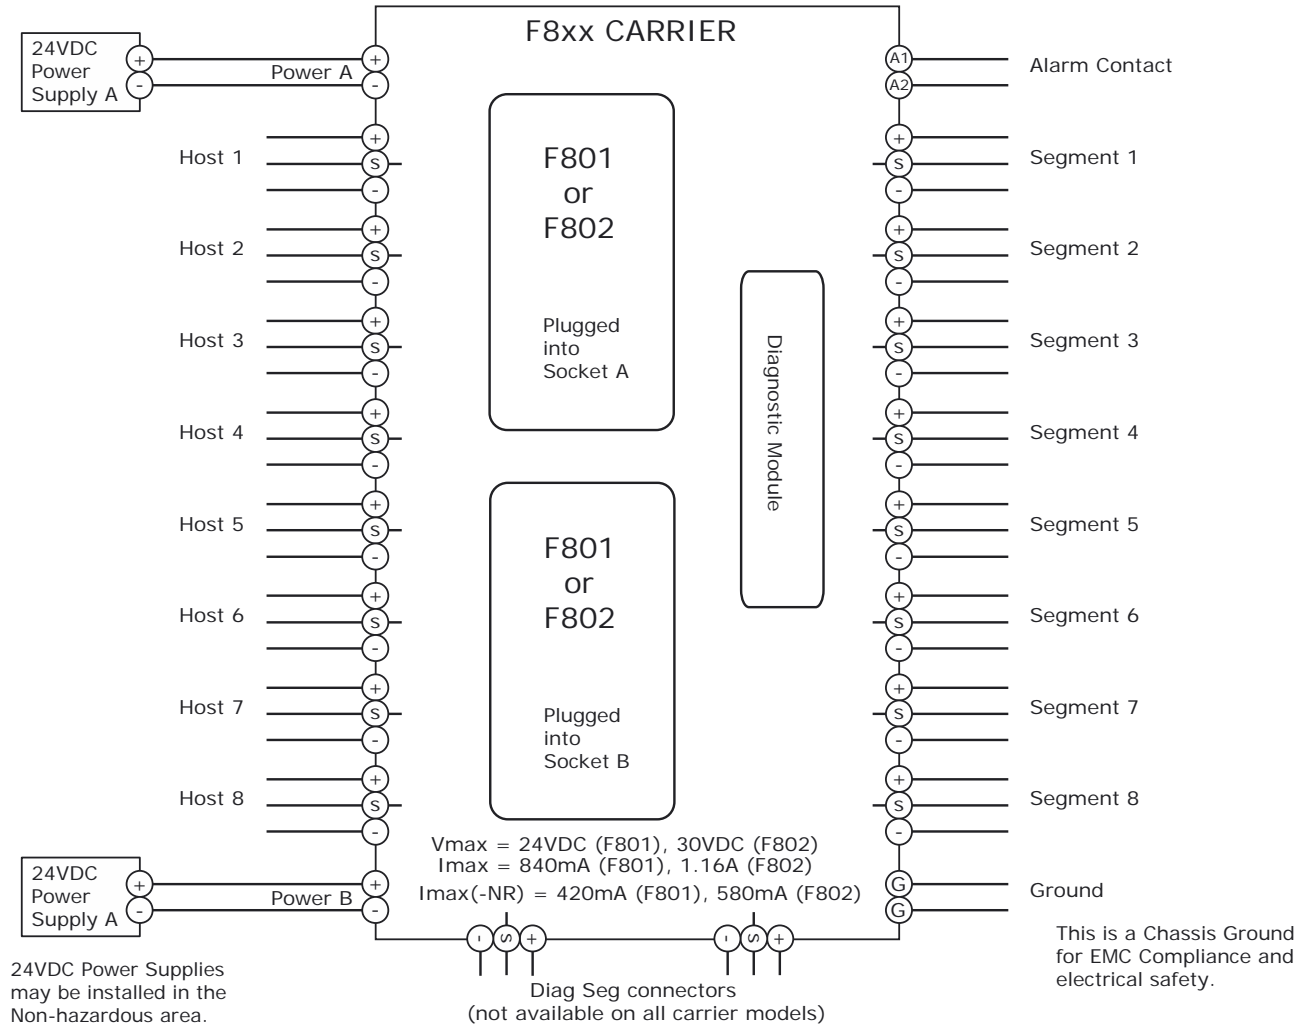 F8xx CARRIER
24VDC
Power
Supply A
+
-
Power A
+
-
A1
A2
Alarm Contact
Host 1
+
S
-
Host 2
+
S
-
Host 3
+
S
-
Host 4
+
S
-
Host 5
+
S
-
Host 6
+
S
-
Host 7
+
S
-
Host 8
+
S
-
F801
or
F802
Plugged
into
Socket A
F801
or
F802
Plugged
into
Socket B
Diagnostic Module
+
S
-
Segment 1
+
S
-
Segment 2
+
S
-
Segment 3
+
S
-
Segment 4
+
S
-
Segment 5
+
S
-
Segment 6
+
S
-
Segment 7
+
S
-
Segment 8
Vmax = 24VDC (F801), 30VDC (F802)
Imax = 840mA (F801), 1.16A (F802)
Imax(-NR) = 420mA (F801), 580mA (F802)
24VDC
Power
Supply A
+
-
Power B
+
-
G
G
Ground
This is a Chassis Ground
for EMC Compliance and
electrical safety.
- S +
- S +
Diag Seg connectors
(not available on all carrier models)
24VDC Power Supplies
may be installed in the
Non-hazardous area.